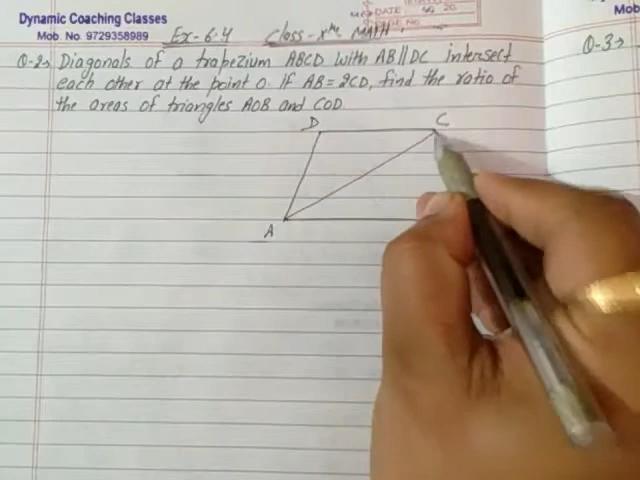 Dynamic Coaching Classes
Mob. No. 9729358989
Mob
DATE
Ex-6.4 Class-xth MATH
Q-2→ Diagonals of a trapezium ABCD with AB||DC intersect
each other at the point O. If AB=2CD, find the ratio of
the areas of triangles AOB and COD.
Q-3→
D
C
A